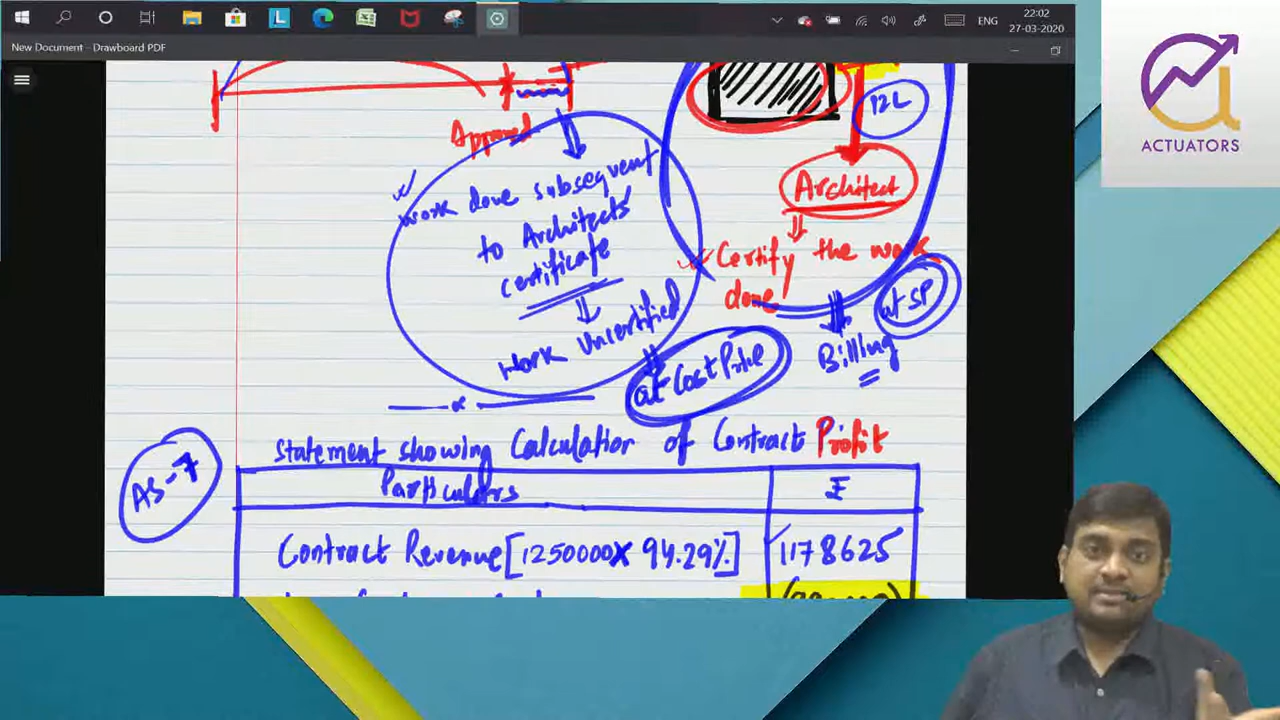 22:02
ENG
27-03-2020
New Document - Drawboard PDF
ACTUATORS
12L
Approved
Architect
work done subsequent
to Architects
certificate
work Uncertified
at Cost Price
Certify the work
done
at SP
Billing
AS-7
Statement showing Calculation of Contract Profit
Particulars
₹
Contract Revenue [1250000x 94.29%]
1178625